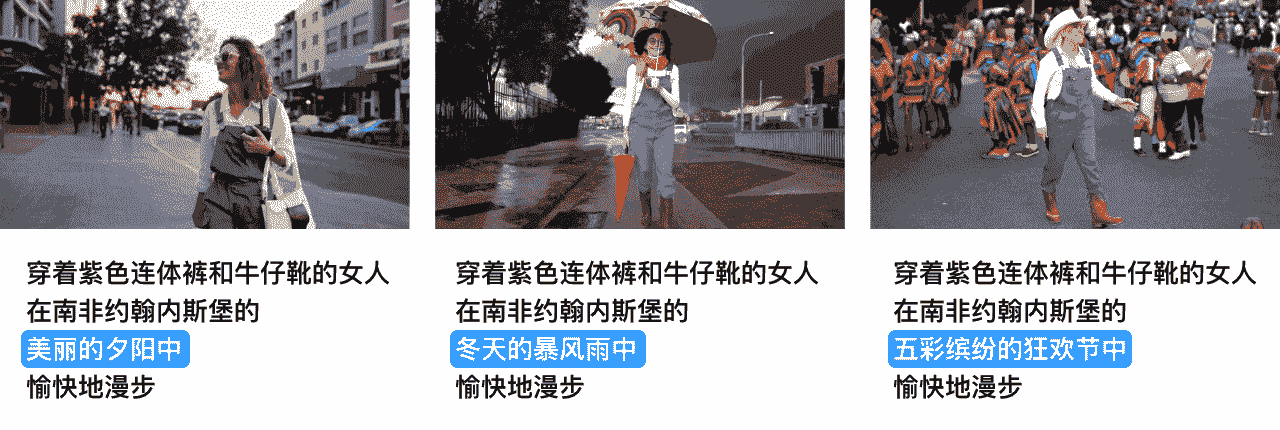 穿着紫色连体裤和牛仔靴的女人
在南非约翰内斯堡的
美丽的夕阳中
愉快地漫步
穿着紫色连体裤和牛仔靴的女人
在南非约翰内斯堡的
冬天的暴风雨中
愉快地漫步
穿着紫色连体裤和牛仔靴的女人
在南非约翰内斯堡的
五彩缤纷的狂欢节中
愉快地漫步